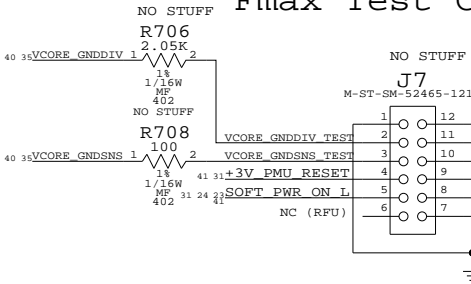 Fmax Test C
NO STUFF
R706
2.05K
40 35 VCORE_GNDDIV 1 2
1%
1/16W
MF
402
NO STUFF
R708
100
40 35 VCORE_GNDSNS 1 2
1%
1/16W
MF
402
NO STUFF
J7
M-ST-SM-52465-121
VCORE_GNDDIV_TEST
VCORE_GNDSNS_TEST
41 31 +3V_PMU_RESET
31 24 23 SOFT_PWR_ON_L
41
NC (RFU)
1 12
2 11
3 10
4 9
5 8
6 7